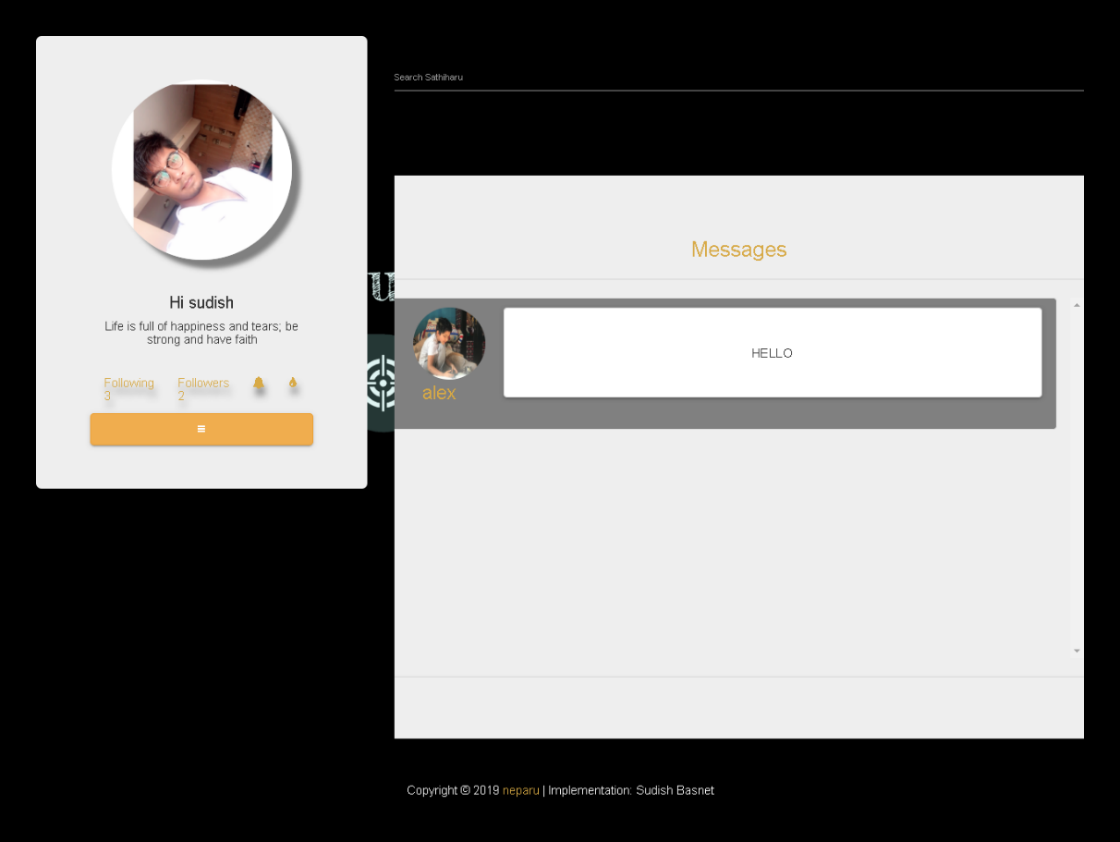 Search Sathiharu
Hi sudish
Life is full of happiness and tears; be
strong and have faith
Following
3
Followers
2
Messages
HELLO
alex
Copyright © 2019 neparu | Implementation: Sudish Basnet